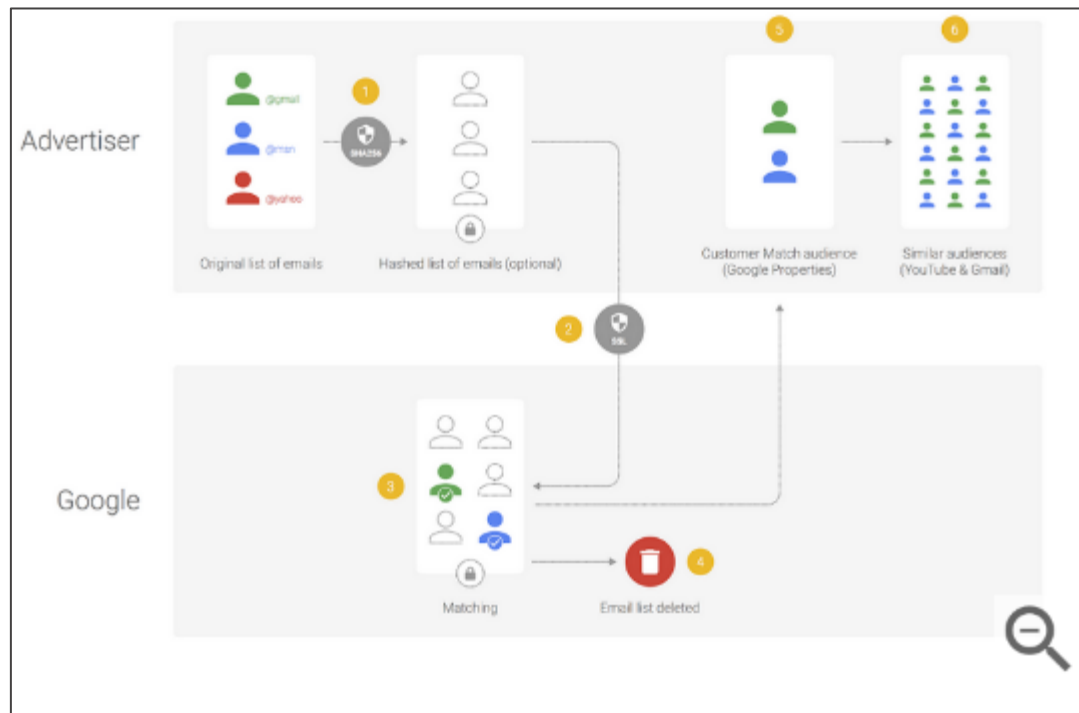 5
6
1
@gmail
@msn
@yahoo
SHA256
Advertiser
Original list of emails
Hashed list of emails (optional)
Customer Match audience
(Google Properties)
Similar audiences
(YouTube & Gmail)
2
SSL
Google
3
4
Matching
Email list deleted